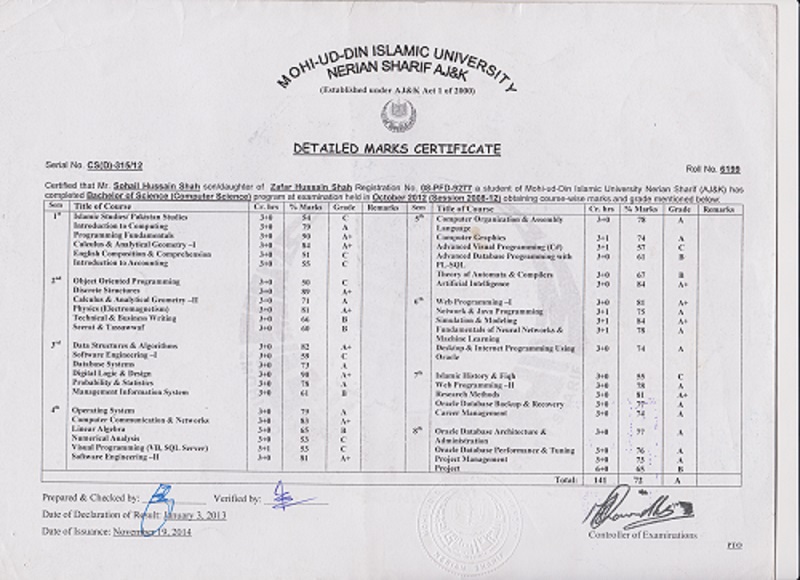 MOHI-UD-DIN ISLAMIC UNIVERSITY
NERIAN SHARIF AJ&K
(Established under AJ&K Act 1 of 2000)
DETAILED MARKS CERTIFICATE
Serial No. CS(D)-315/12
Roll No. 6199
Certified that Mr. Sohail Hussain Shah son/daughter of Zafar Hussain Shah Registration No. 08-PFD-9277 a student of Mohi-ud-Din Islamic University Nerian Sharif (AJ&K) has
completed Bachelor of Science (Computer Science) program at examination held in October 2012 (Session 2008-12) obtaining course-wise marks and grade mentioned below:
Sem Title of Course Cr. hrs % Marks Grade Remarks
1st Islamic Studies/ Pakistan Studies 3+0 54 C
Introduction to Computing 3+0 79 A
Programming Fundamentals 3+0 90 A+
Calculus & Analytical Geometry –I 3+0 84 A+
English Composition & Comprehension 3+0 51 C
Introduction to Accounting 3+0 55 C
2nd Object Oriented Programming 3+0 50 C
Discrete Structures 3+0 89 A+
Calculus & Analytical Geometry –II 3+0 71 A
Physics (Electromagnetism) 3+0 81 A+
Technical & Business Writing 3+0 66 B
Seerat & Tassawwuf 3+0 60 B
3rd Data Structures & Algorithms 3+0 82 A+
Software Engineering –I 3+0 59 C
Database Systems 3+0 73 A
Digital Logic & Design 3+0 90 A+
Probability & Statistics 3+0 78 A
Management Information System 3+0 61 B
4th Operating System 3+0 79 A
Computer Communication & Networks 3+0 83 A+
Linear Algebra 3+0 65 B
Numerical Analysis 3+0 53 C
Visual Programming (VB, SQL Server) 3+1 55 C
Software Engineering –II 3+0 81 A+
Sem Title of Course Cr. hrs % Marks Grade Remarks
5th Computer Organization & Assembly 3+0 78 A
Language
Computer Graphics 3+1 74 A
Advanced Visual Programming (C#) 3+1 57 C
Advanced Database Programming with 3+0 61 B
PL-SQL
Theory of Automata & Compilers 3+0 67 B
Artificial Intelligence 3+0 84 A+
6th Web Programming –I 3+0 81 A+
Network & Java Programming 3+1 75 A
Simulation & Modeling 3+1 84 A+
Fundamentals of Neural Networks & 3+1 78 A
Machine Learning
Desktop & Internet Programming Using 3+0 74 A
Oracle
7th Islamic History & Fiqh 3+0 55 C
Web Programming –II 3+0 78 A
Research Methods 3+0 81 A+
Oracle Database Backup & Recovery 3+0 77 A
Career Management 3+0 74 A
8th Oracle Database Architecture & 3+0 77 A
Administration
Oracle Database Performance & Tuning 3+0 76 A
Project Management 3+0 75 A
Project 6+0 65 B
Total: 141 72 A
Prepared & Checked by: Verified by:
Date of Declaration of Result: January 3, 2013
Date of Issuance: November 19, 2014
Controller of Examinations
PTO